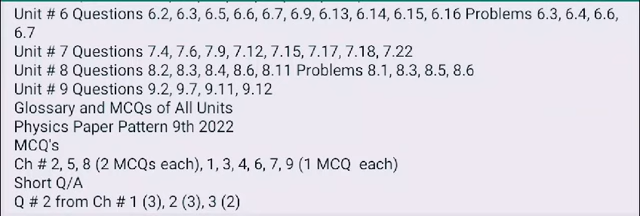 Unit # 6 Questions 6.2, 6.3, 6.5, 6.6, 6.7, 6.9, 6.13, 6.14, 6.15, 6.16 Problems 6.3, 6.4, 6.6,
6.7
Unit # 7 Questions 7.4, 7.6, 7.9, 7.12, 7.15, 7.17, 7.18, 7.22
Unit # 8 Questions 8.2, 8.3, 8.4, 8.6, 8.11 Problems 8.1, 8.3, 8.5, 8.6
Unit # 9 Questions 9.2, 9.7, 9.11, 9.12
Glossary and MCQs of All Units
Physics Paper Pattern 9th 2022
MCQ's
Ch # 2, 5, 8 (2 MCQs each), 1, 3, 4, 6, 7, 9 (1 MCQ each)
Short Q/A
Q # 2 from Ch # 1 (3), 2 (3), 3 (2)